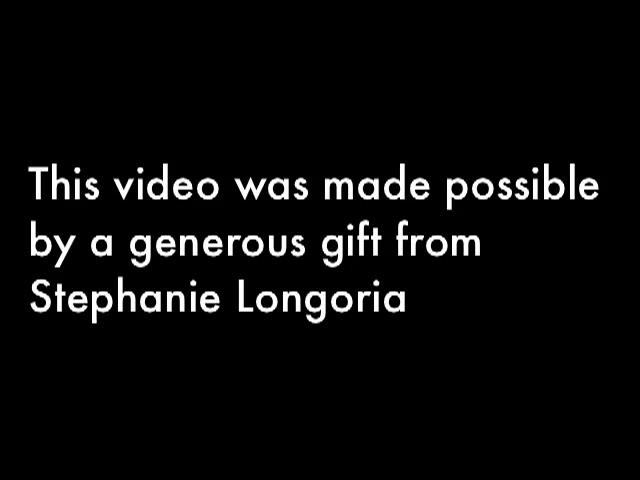 This video was made possible
by a generous gift from
Stephanie Longoria